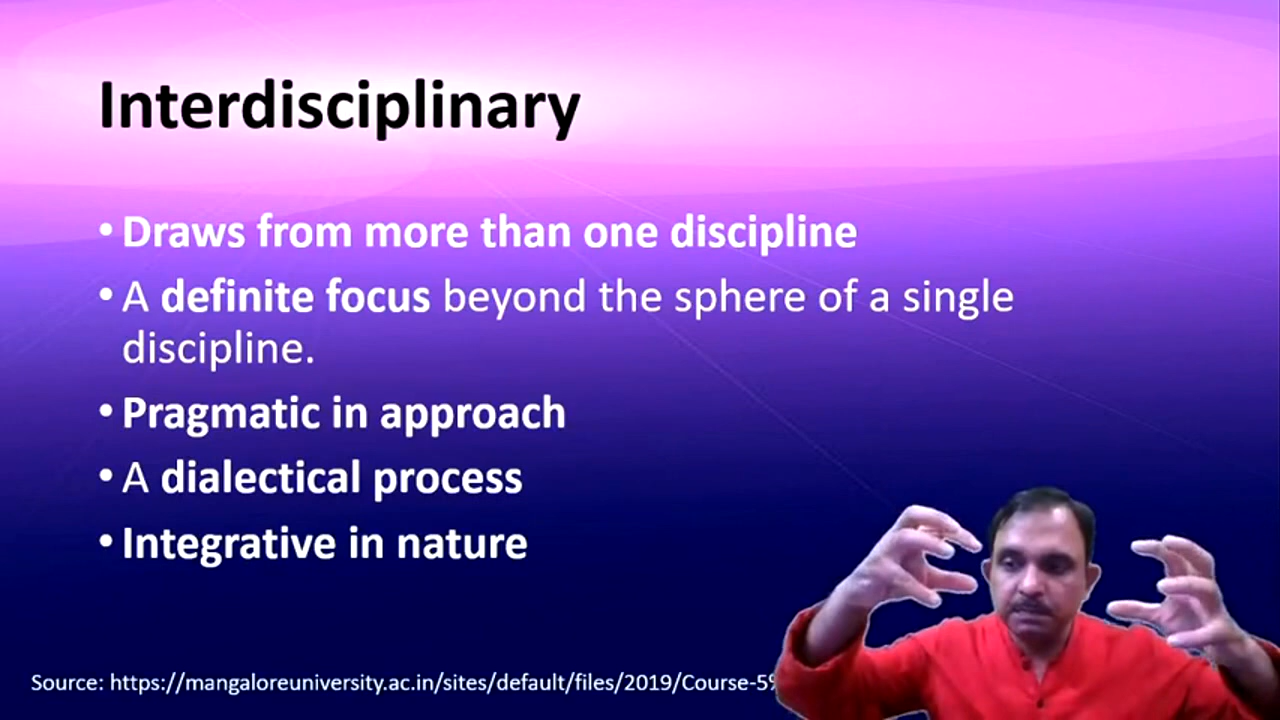 Interdisciplinary
• Draws from more than one discipline
• A definite focus beyond the sphere of a single
discipline.
• Pragmatic in approach
• A dialectical process
• Integrative in nature
Source: https://mangaloreuniversity.ac.in/sites/default/files/2019/Course-5